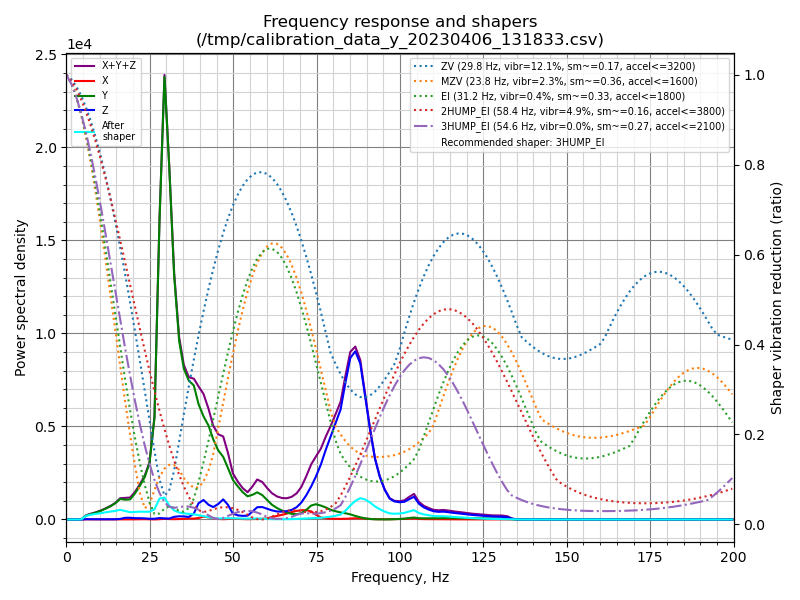 Frequency response and shapers
(/tmp/calibration_data_y_20230406_131833.csv)
1e4
2.5
2.0
1.5
1.0
0.5
0.0
Power spectral density
X+Y+Z
X
Y
Z
After
shaper
ZV (29.8 Hz, vibr=12.1%, sm~=0.17, accel<=3200)
MZV (23.8 Hz, vibr=2.3%, sm~=0.36, accel<=1600)
EI (31.2 Hz, vibr=0.4%, sm~=0.33, accel<=1800)
2HUMP_EI (58.4 Hz, vibr=4.9%, sm~=0.16, accel<=3800)
3HUMP_EI (54.6 Hz, vibr=0.0%, sm~=0.27, accel<=2100)
Recommended shaper: 3HUMP_EI
1.0
0.8
0.6
0.4
0.2
0.0
Shaper vibration reduction (ratio)
0 25 50 75 100 125 150 175 200
Frequency, Hz